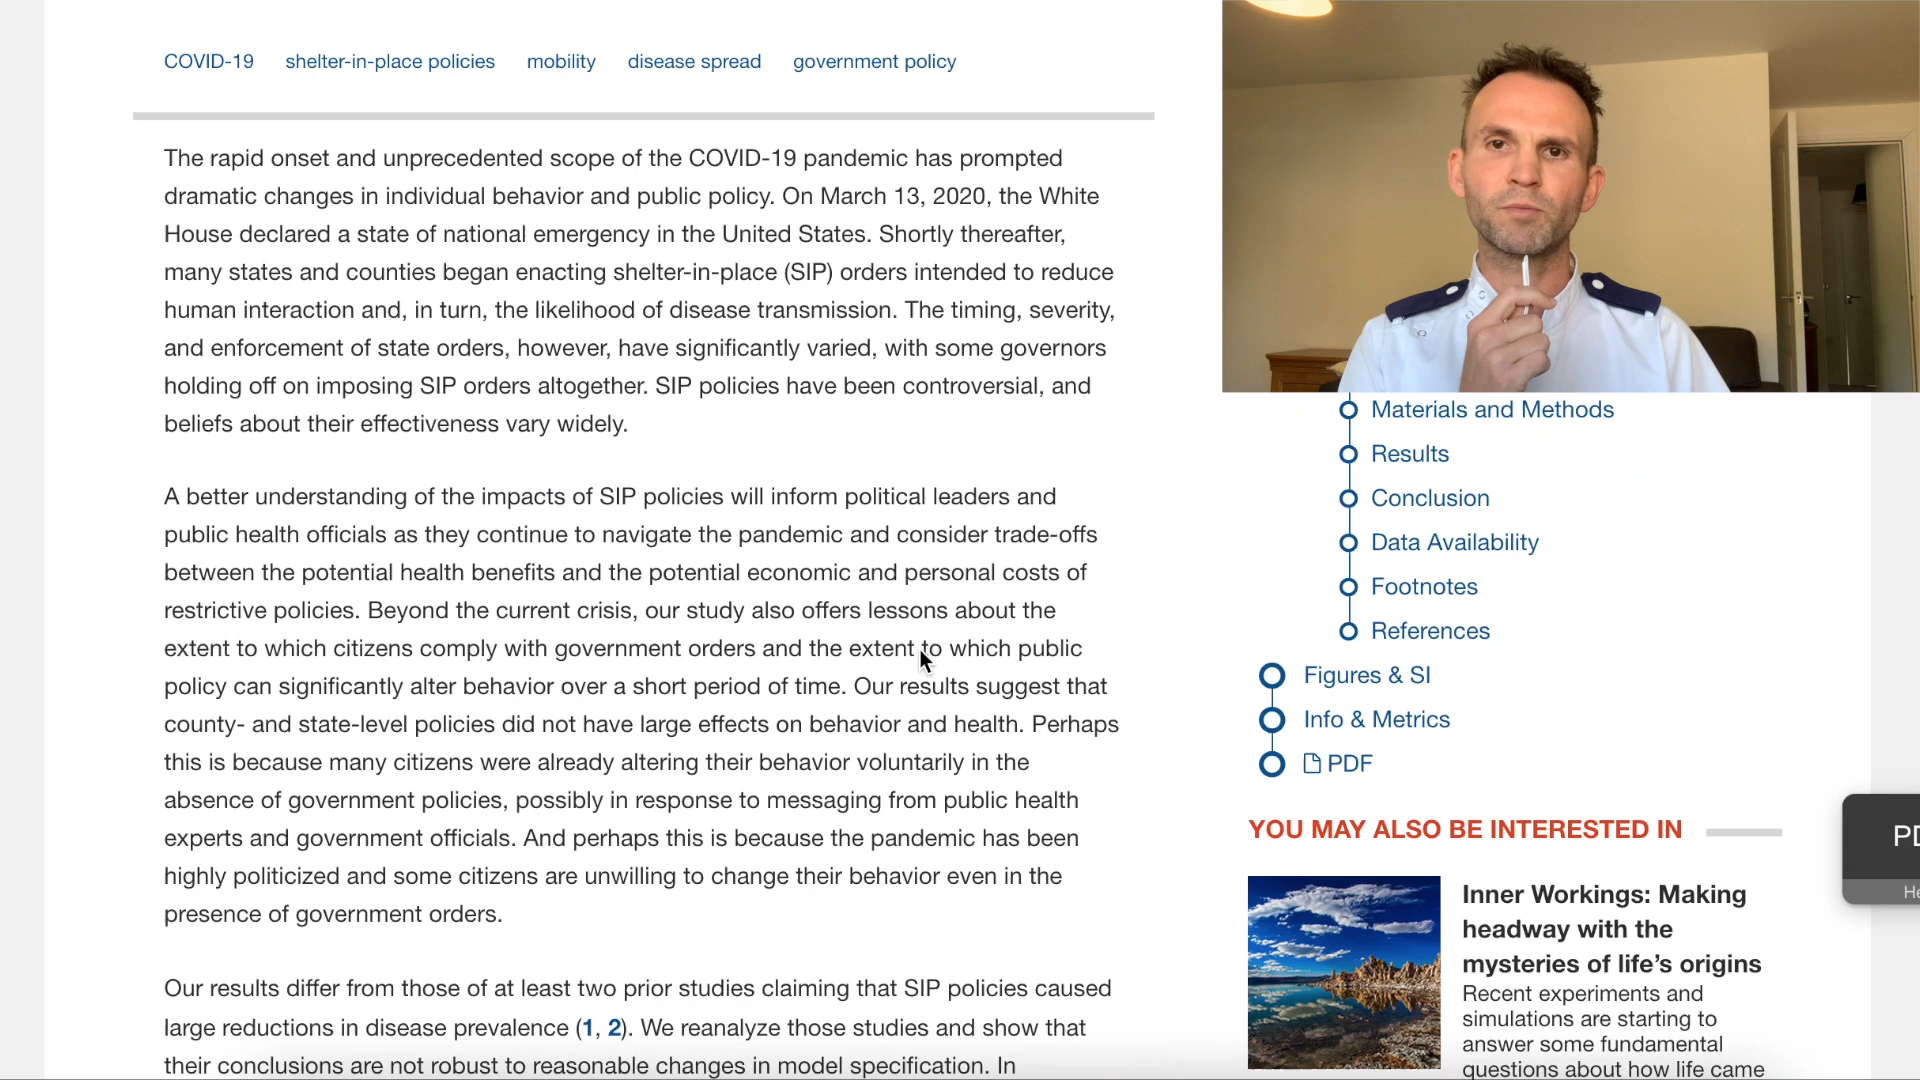 COVID-19 shelter-in-place policies mobility disease spread government policy
The rapid onset and unprecedented scope of the COVID-19 pandemic has prompted
dramatic changes in individual behavior and public policy. On March 13, 2020, the White
House declared a state of national emergency in the United States. Shortly thereafter,
many states and counties began enacting shelter-in-place (SIP) orders intended to reduce
human interaction and, in turn, the likelihood of disease transmission. The timing, severity,
and enforcement of state orders, however, have significantly varied, with some governors
holding off on imposing SIP orders altogether. SIP policies have been controversial, and
beliefs about their effectiveness vary widely.
A better understanding of the impacts of SIP policies will inform political leaders and
public health officials as they continue to navigate the pandemic and consider trade-offs
between the potential health benefits and the potential economic and personal costs of
restrictive policies. Beyond the current crisis, our study also offers lessons about the
extent to which citizens comply with government orders and the extent to which public
policy can significantly alter behavior over a short period of time. Our results suggest that
county- and state-level policies did not have large effects on behavior and health. Perhaps
this is because many citizens were already altering their behavior voluntarily in the
absence of government policies, possibly in response to messaging from public health
experts and government officials. And perhaps this is because the pandemic has been
highly politicized and some citizens are unwilling to change their behavior even in the
presence of government orders.
Our results differ from those of at least two prior studies claiming that SIP policies caused
large reductions in disease prevalence (1, 2). We reanalyze those studies and show that
their conclusions are not robust to reasonable changes in model specification. In
Materials and Methods
Results
Conclusion
Data Availability
Footnotes
References
Figures & SI
Info & Metrics
PDF
YOU MAY ALSO BE INTERESTED IN
Inner Workings: Making
headway with the
mysteries of life's origins
Recent experiments and
simulations are starting to
answer some fundamental
questions about how life came